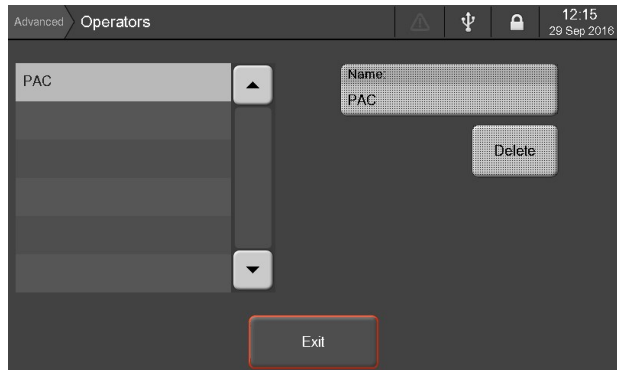 Advanced Operators
12:15
29 Sep 2016
PAC
Name:
PAC
Delete
Exit